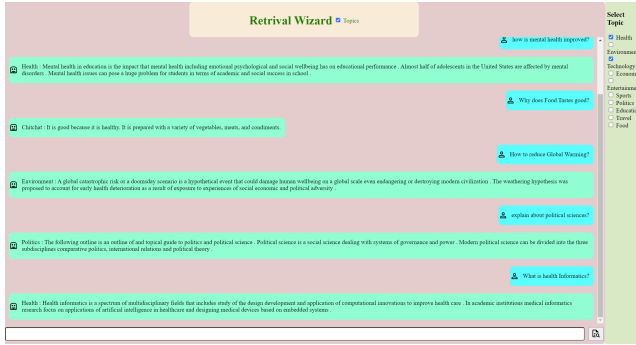 Retrival Wizard Topics
how is mental health improved?
Health : Mental health in education is the impact that mental health including emotional psychological and social wellbeing has on educational performance . Almost half of adolescents in the United States are affected by mental
disorders . Mental health issues can pose a huge problem for students in terms of academic and social success in school .
Why does Food Tastes good?
Chitchat : It is good because it is healthy. It is prepared with a variety of vegetables, meats, and condiments.
How to reduce Global Warming?
Environment : A global catastrophic risk or a doomsday scenario is a hypothetical event that could damage human wellbeing on a global scale even endangering or destroying modern civilization . The weathering hypothesis was
proposed to account for early health deterioration as a result of exposure to experiences of social economic and political adversity .
explain about political sciences?
Politics : The following outline is an outline of and topical guide to politics and political science . Political science is a social science dealing with systems of governance and power . Modern political science can be divided into the three
subdisciplines comparative politics, international relations and political theory .
What is health Informatics?
Health : Health informatics is a spectrum of multidisciplinary fields that includes study of the design development and application of computational innovations to improve health care . In academic institutions medical informatics
research focus on applications of artificial intelligence in healthcare and designing medical devices based on embedded systems .
Select
Topic
Health
Environmen
Technology
Econom
Entertainme
Sports
Politics
Educatio
Travel
Food